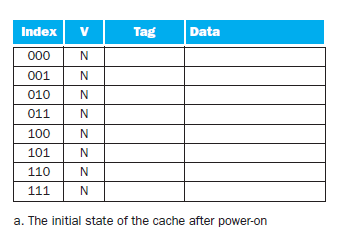 Index V Tag Data
000 N
001 N
010 N
011 N
100 N
101 N
110 N
111 N
a. The initial state of the cache after power-on